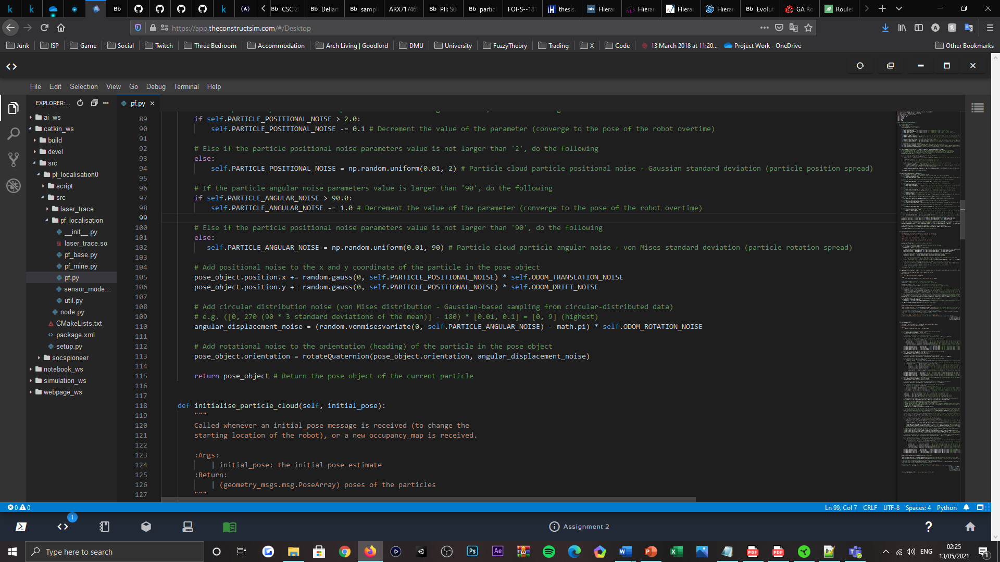 Bb
CSCI2(
Bb
Dellart
Bb
sampl
ARX717469
Bb
PII: S0(
Bb
particl
FOI-S--181
thesis.
tds
Hierar
Hierar
Hierar
Hierar
Bb
Evolut
GA Ro
Roulet
https://app.theconstructsim.com/#/Desktop
Junk
ISP
Game
Social
Twitch
Three Bedroom
Accommodation
Arch Living | Goodlord
DMU
University
FuzzyTheory
Trading
X
Code
13 March 2018 at 11:20...
Project Work - OneDrive
Other Bookmarks
File Edit Selection View Go Debug Terminal Help
EXPLORER:...
ai_ws
catkin_ws
build
devel
src
pf_localisation0
script
src
laser_trace
pf_localisation
__init__.py
laser_trace.so
pf_base.py
pf_mine.py
pf.py
sensor_mode...
util.py
node.py
CMakeLists.txt
package.xml
setup.py
socspioneer
notebook_ws
simulation_ws
webpage_ws
pf.py
89 if self.PARTICLE_POSITIONAL_NOISE > 2.0:
90 self.PARTICLE_POSITIONAL_NOISE -= 0.1 # Decrement the value of the parameter (converge to the pose of the robot overtime)
91
92 # Else if the particle positional noise parameters value is not larger than '2', do the following
93 else:
94 self.PARTICLE_POSITIONAL_NOISE = np.random.uniform(0.01, 2) # Particle cloud particle positional noise - Gaussian standard deviation (particle position spread)
95
96 # If the particle angular noise parameters value is larger than '90', do the following
97 if self.PARTICLE_ANGULAR_NOISE > 90.0:
98 self.PARTICLE_ANGULAR_NOISE -= 1.0 # Decrement the value of the parameter (converge to the pose of the robot overtime)
99
100 # Else if the particle positional noise parameters value is not larger than '90', do the following
101 else:
102 self.PARTICLE_ANGULAR_NOISE = np.random.uniform(0.01, 90) # Particle cloud particle angular noise - von Mises standard deviation (particle rotation spread)
103
104 # Add positional noise to the x and y coordinate of the particle in the pose object
105 pose_object.position.x += random.gauss(0, self.PARTICLE_POSITIONAL_NOISE) * self.ODOM_TRANSLATION_NOISE
106 pose_object.position.y += random.gauss(0, self.PARTICLE_POSITIONAL_NOISE) * self.ODOM_DRIFT_NOISE
107
108 # Add circular distribution noise (von Mises distribution - Gaussian-based sampling from circular-distributed data)
109 # e.g. ([0, 270 (90 * 3 standard deviations of the mean)] - 180) * [0.01, 0.1] = [0, 9] (highest)
110 angular_displacement_noise = (random.vonmisesvariate(0, self.PARTICLE_ANGULAR_NOISE) - math.pi) * self.ODOM_ROTATION_NOISE
111
112 # Add rotational noise to the orientation (heading) of the particle in the pose object
113 pose_object.orientation = rotateQuaternion(pose_object.orientation, angular_displacement_noise)
114
115 return pose_object # Return the pose object of the current particle
116
117
118 def initialise_particle_cloud(self, initial_pose):
119 """
120 Called whenever an initial_pose message is received (to change the
121 starting location of the robot), or a new occupancy_map is received.
122
123 :Args:
124 | initial_pose: the initial pose estimate
125 :Return:
126 | (geometry_msgs.msg.PoseArray) poses of the particles
127 """
0 0
Ln 99, Col 7 CRLF UTF-8 Spaces: 4 Python
1
Assignment 2
?
Type here to search
ENG
02:25
13/05/2021